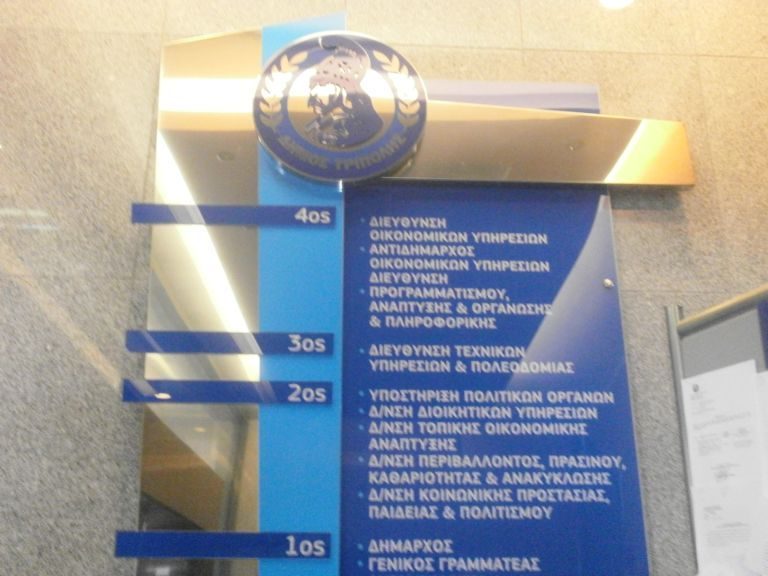 ΔΗΜΟΣ ΤΡΙΠΟΛΗΣ
4ος
• ΔΙΕΥΘΥΝΣΗ
ΟΙΚΟΝΟΜΙΚΩΝ ΥΠΗΡΕΣΙΩΝ
• ΑΝΤΙΔΗΜΑΡΧΟΣ
ΟΙΚΟΝΟΜΙΚΩΝ ΥΠΗΡΕΣΙΩΝ
ΔΙΕΥΘΥΝΣΗ
• ΠΡΟΓΡΑΜΜΑΤΙΣΜΟΥ,
ΑΝΑΠΤΥΞΗΣ & ΟΡΓΑΝΩΣΗΣ
& ΠΛΗΡΟΦΟΡΙΚΗΣ
3ος
• ΔΙΕΥΘΥΝΣΗ ΤΕΧΝΙΚΩΝ
ΥΠΗΡΕΣΙΩΝ & ΠΟΛΕΟΔΟΜΙΑΣ
2ος
• ΥΠΟΣΤΗΡΙΞΗ ΠΟΛΙΤΙΚΩΝ ΟΡΓΑΝΩΝ
• Δ/ΝΣΗ ΔΙΟΙΚΗΤΙΚΩΝ ΥΠΗΡΕΣΙΩΝ
• Δ/ΝΣΗ ΤΟΠΙΚΗΣ ΟΙΚΟΝΟΜΙΚΗΣ
ΑΝΑΠΤΥΞΗΣ
• Δ/ΝΣΗ ΠΕΡΙΒΑΛΛΟΝΤΟΣ, ΠΡΑΣΙΝΟΥ,
ΚΑΘΑΡΙΟΤΗΤΑΣ & ΑΝΑΚΥΚΛΩΣΗΣ
• Δ/ΝΣΗ ΚΟΙΝΩΝΙΚΗΣ ΠΡΟΣΤΑΣΙΑΣ,
ΠΑΙΔΕΙΑΣ & ΠΟΛΙΤΙΣΜΟΥ
1ος
• ΔΗΜΑΡΧΟΣ
• ΓΕΝΙΚΟΣ ΓΡΑΜΜΑΤΕΑΣ